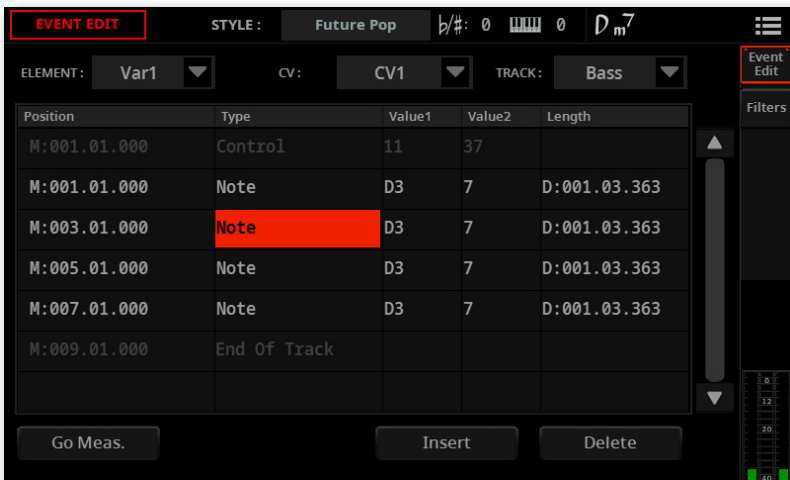 EVENT EDIT STYLE : Future Pop ♭/#: 0 0 Dm7
ELEMENT : Var1 CV : CV1 TRACK : Bass
Event Edit
Filters
Position Type Value1 Value2 Length
M:001.01.000 Control 11 37
M:001.01.000 Note D3 7 D:001.03.363
M:003.01.000 Note D3 7 D:001.03.363
M:005.01.000 Note D3 7 D:001.03.363
M:007.01.000 Note D3 7 D:001.03.363
M:009.01.000 End Of Track
Go Meas. Insert Delete
0
12
20
40